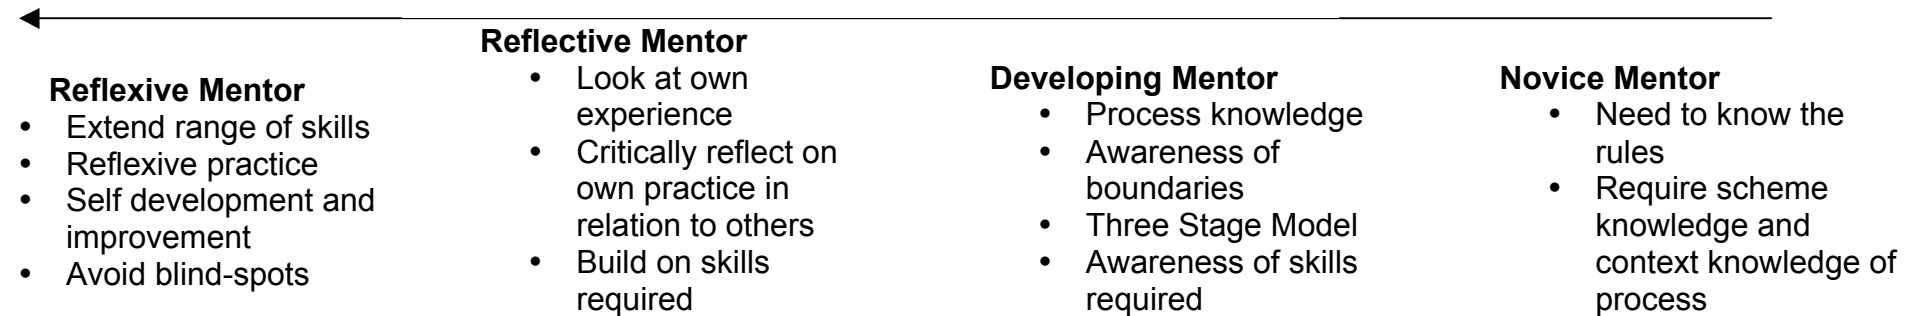 Reflexive Mentor
• Extend range of skills
• Reflexive practice
• Self development and
improvement
• Avoid blind-spots
Reflective Mentor
• Look at own
experience
• Critically reflect on
own practice in
relation to others
• Build on skills
required
Developing Mentor
• Process knowledge
• Awareness of
boundaries
• Three Stage Model
• Awareness of skills
required
Novice Mentor
• Need to know the
rules
• Require scheme
knowledge and
context knowledge of
process